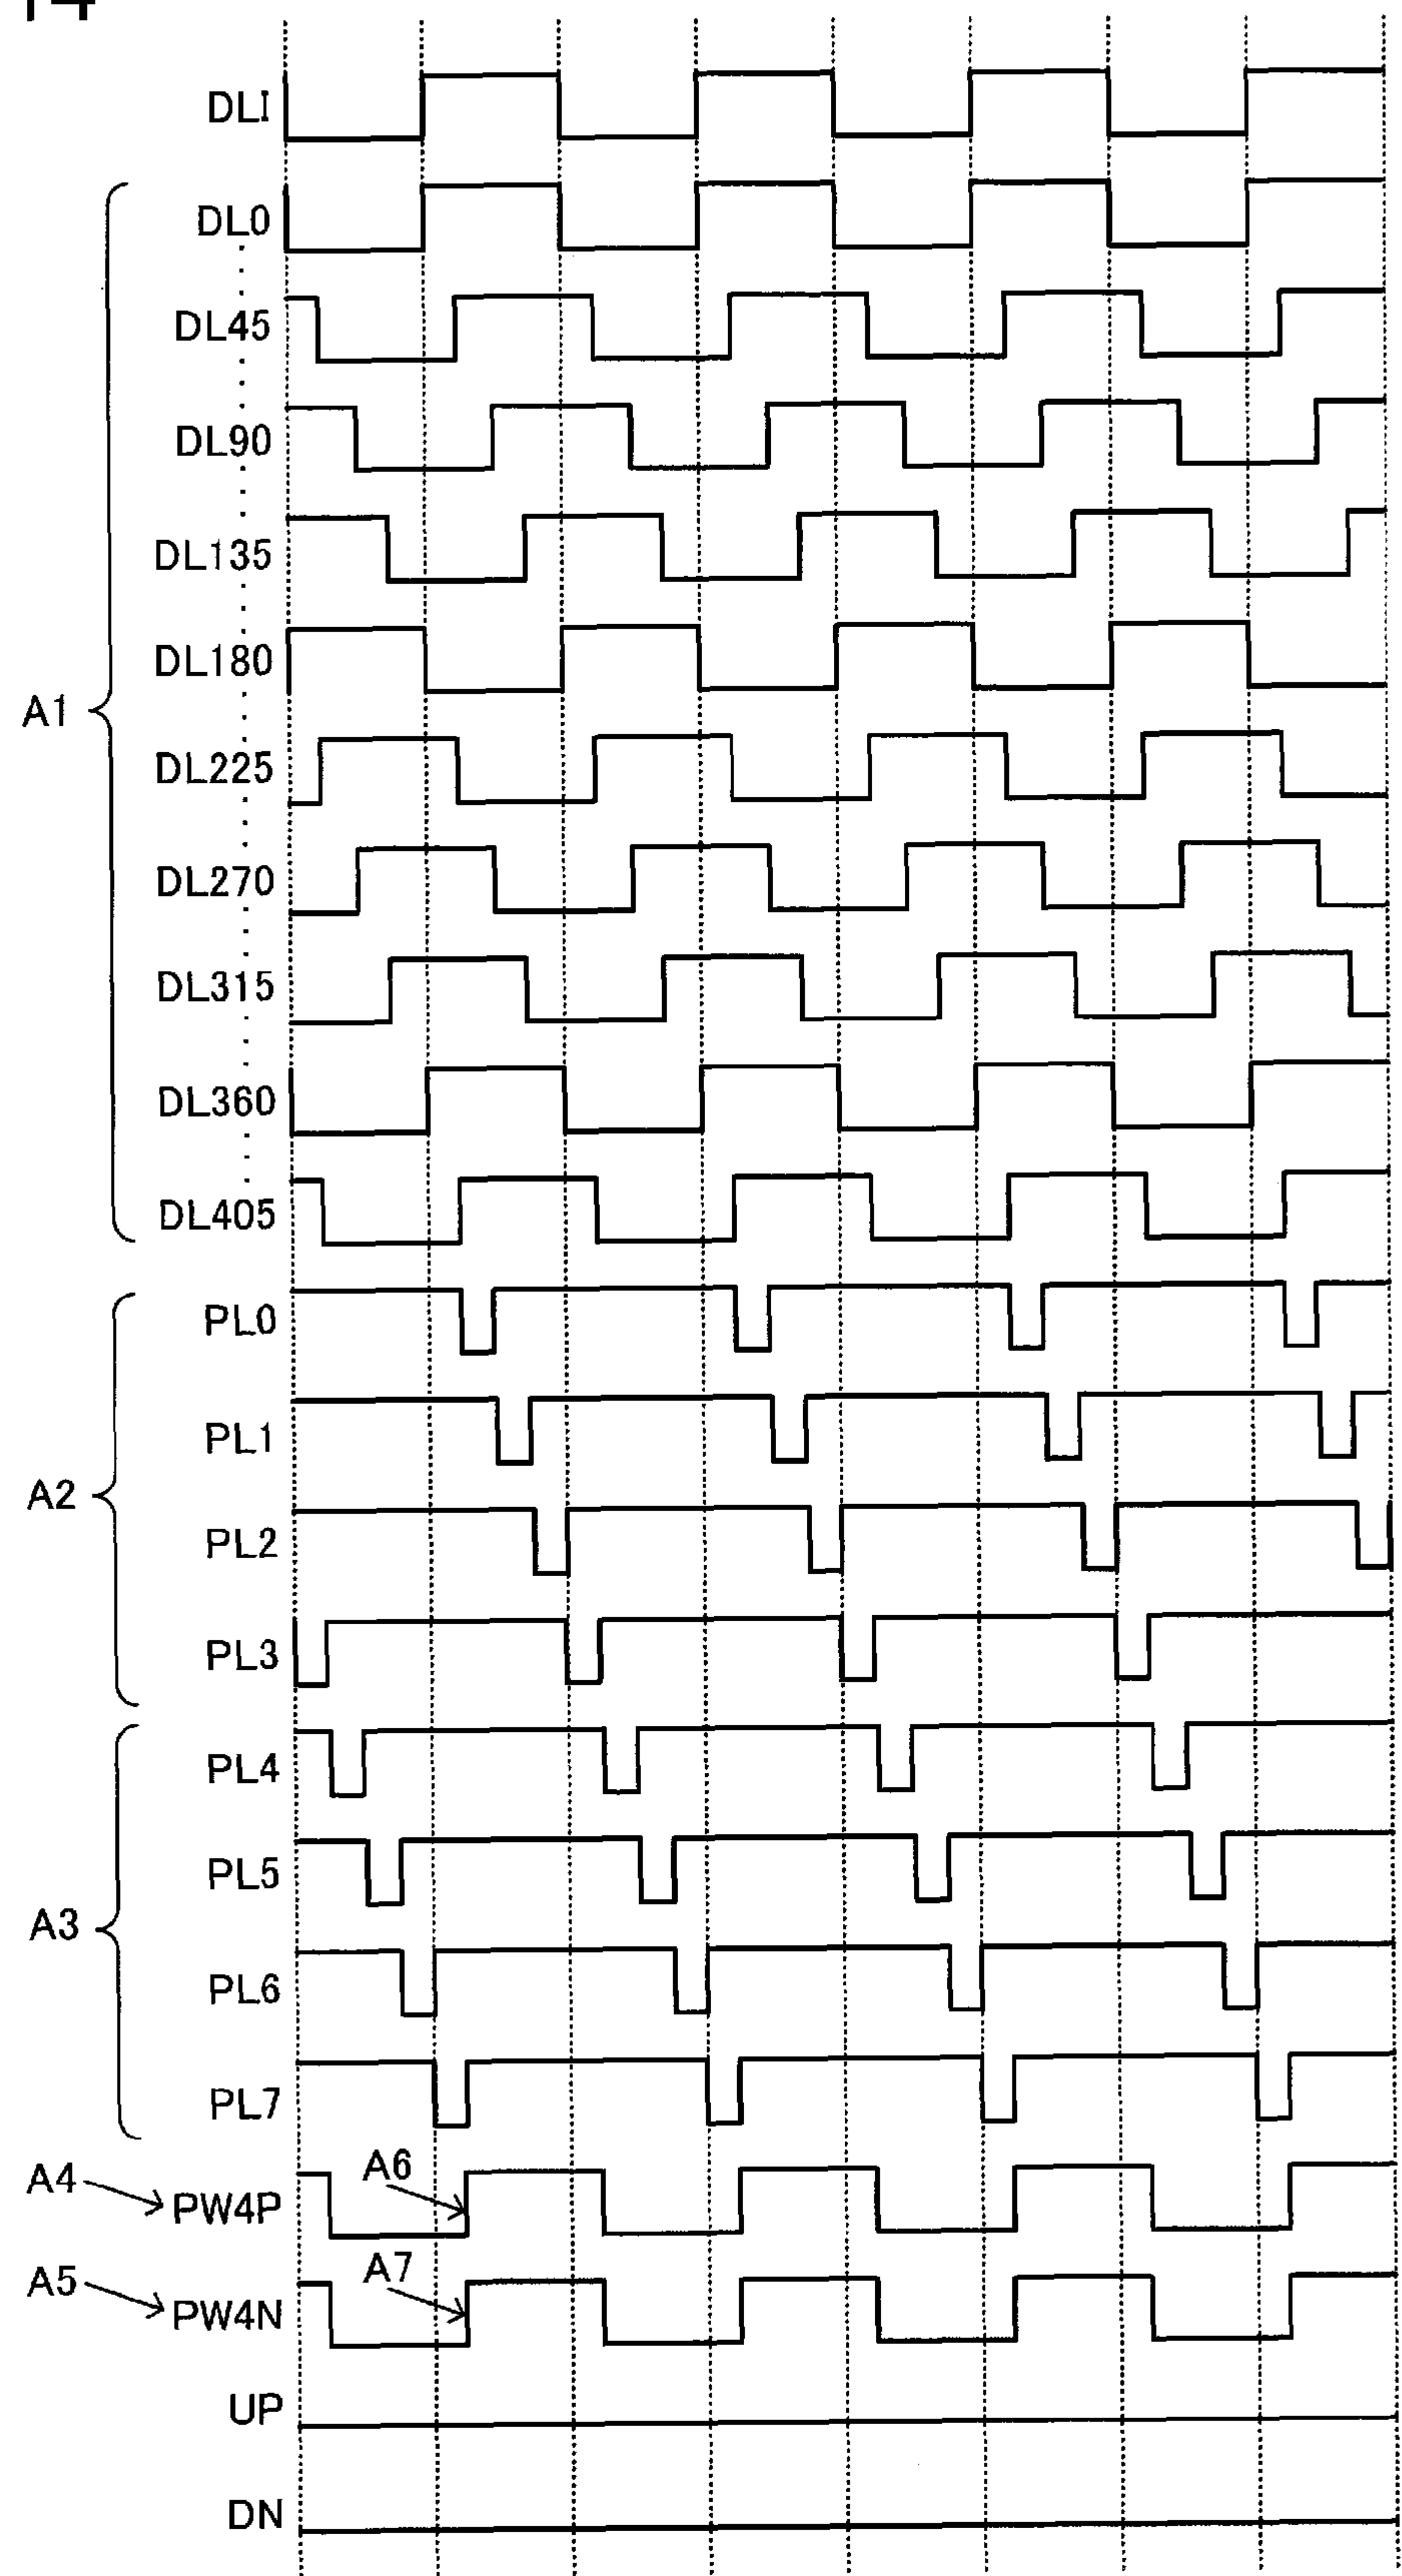 14
DLI
DL0
DL45
DL90
DL135
A1
DL180
DL225
DL270
DL315
DL360
DL405
PL0
PL1
A2
PL2
PL3
PL4
PL5
A3
PL6
PL7
A4
A6
PW4P
A5
A7
PW4N
UP
DN